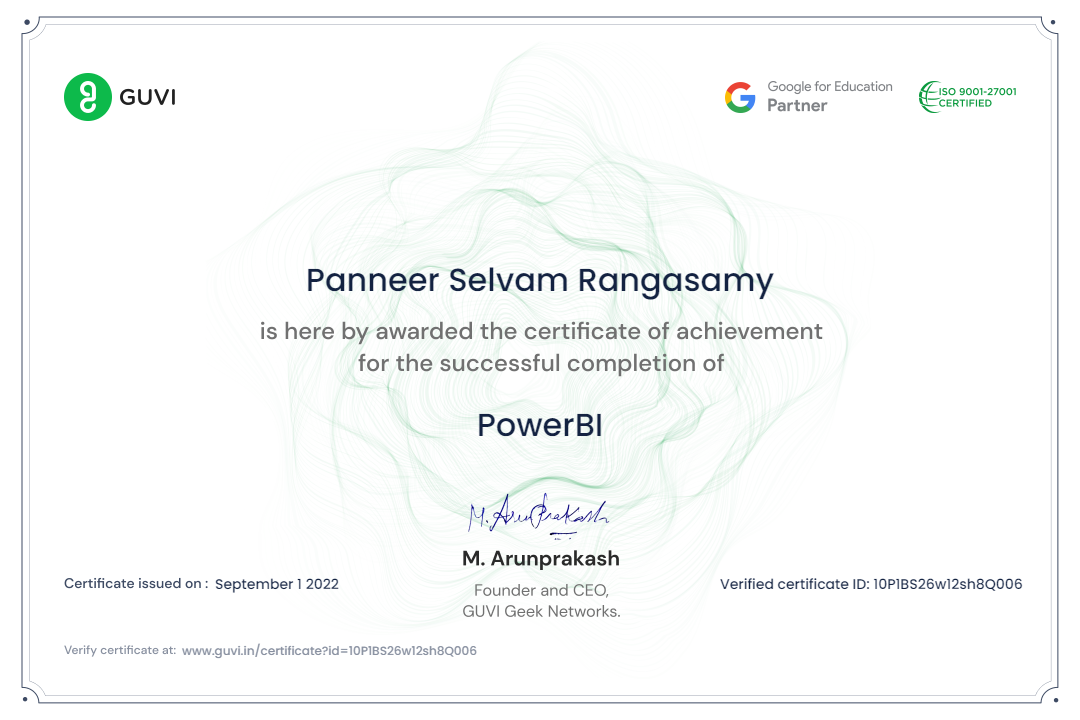 GUVI
Google for Education
Partner
ISO 9001-27001
CERTIFIED
Panneer Selvam Rangasamy
is here by awarded the certificate of achievement
for the successful completion of
PowerBI
M. Arunprakash
M. Arunprakash
Founder and CEO,
GUVI Geek Networks.
Certificate issued on : September 1 2022
Verified certificate ID: 10P1BS26w12sh8Q006
Verify certificate at: www.guvi.in/certificate?id=10P1BS26w12sh8Q006